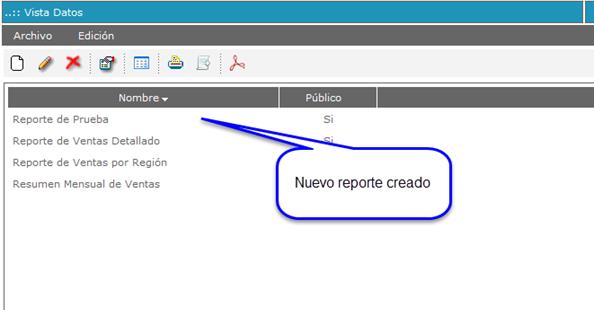 ..:: Vista Datos
Archivo Edición
Nombre Público
Reporte de Prueba Si
Reporte de Ventas Detallado Si
Reporte de Ventas por Región
Resumen Mensual de Ventas
Nuevo reporte creado